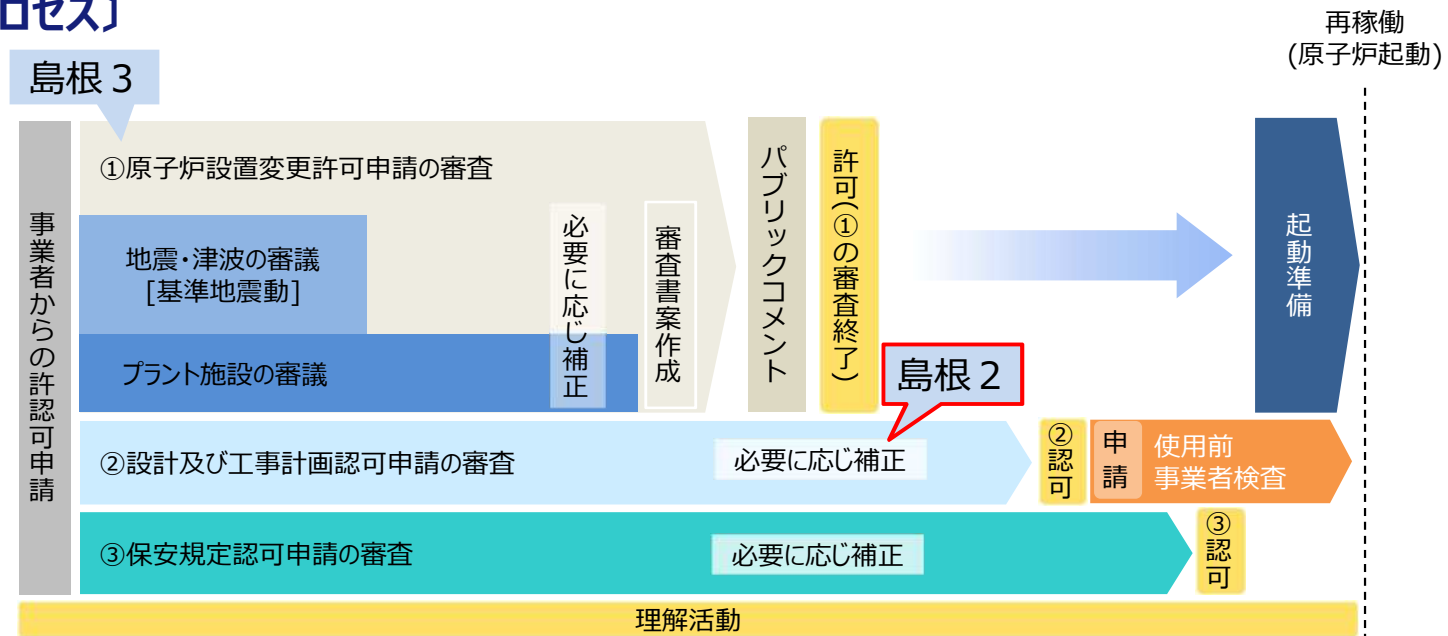 ロセス〕
再稼働
(原子炉起動)
島根３
事業者からの許認可申請
①原子炉設置変更許可申請の審査
地震・津波の審議
[基準地震動]
プラント施設の審議
必要に応じ補正
審査書案作成
パブリックコメント
許可(①の審査終了)
起動準備
島根２
②設計及び工事計画認可申請の審査
必要に応じ補正
②認可
申請
使用前
事業者検査
③保安規定認可申請の審査
必要に応じ補正
③認可
理解活動